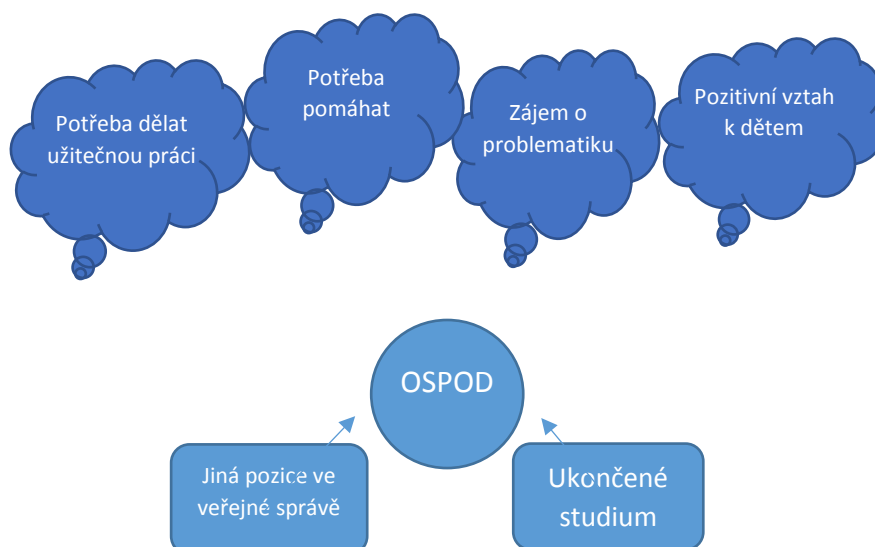 Potřeba dělat
užitečnou práci
Potřeba
pomáhat
Zájem o
problematiku
Pozitivní vztah
k dětem
OSPOD
Jiná pozice ve
veřejné správě
Ukončené
studium